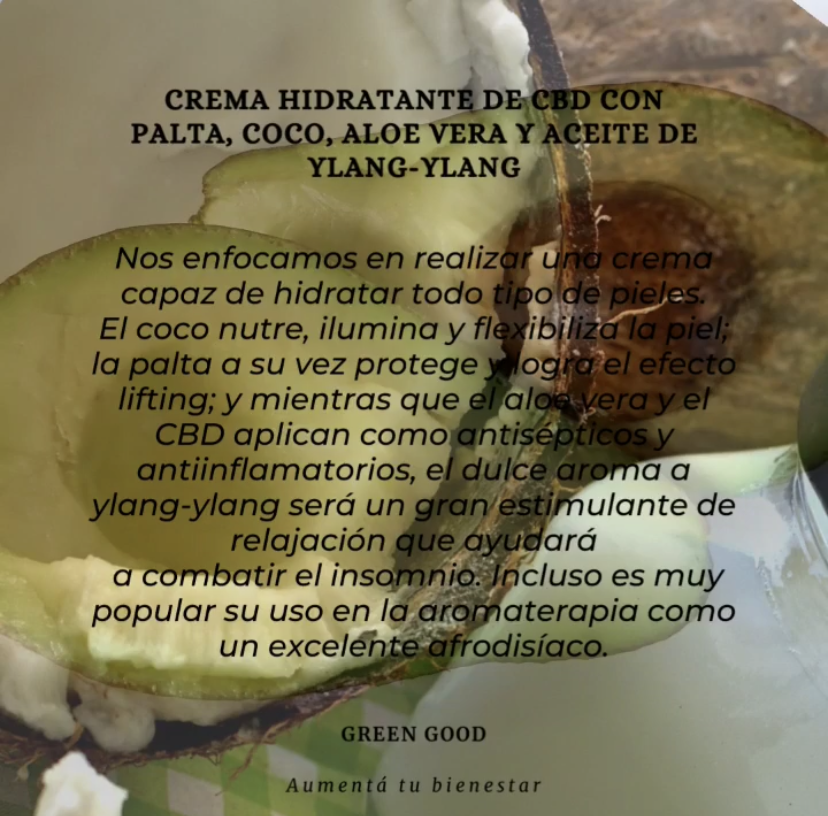 CREMA HIDRATANTE DE CBD CON
PALTA, COCO, ALOE VERA Y ACEITE DE
YLANG-YLANG
Nos enfocamos en realizar una crema
capaz de hidratar todo tipo de pieles.
El coco nutre, ilumina y flexibiliza la piel;
la palta a su vez protege y logra el efecto
lifting; y mientras que el aloe vera y el
CBD aplican como antisépticos y
antiinflamatorios, el dulce aroma a
ylang-ylang será un gran estimulante de
relajación que ayudará
a combatir el insomnio. Incluso es muy
popular su uso en la aromaterapia como
un excelente afrodisíaco.
GREEN GOOD
Aumentá tu bienestar